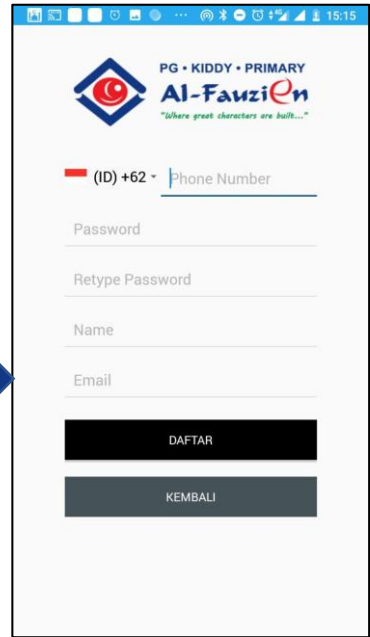 15:15
PG • KIDDY • PRIMARY
Al-Fauzien
"Where great characters are built..."
(ID) +62
Phone Number
Password
Retype Password
Name
Email
DAFTAR
KEMBALI